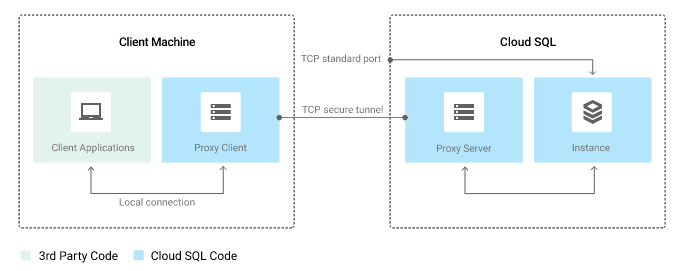 Client Machine
Cloud SQL
TCP standard port
TCP secure tunnel
Client Applications
Proxy Client
Proxy Server
Instance
Local connection
3rd Party Code
Cloud SQL Code